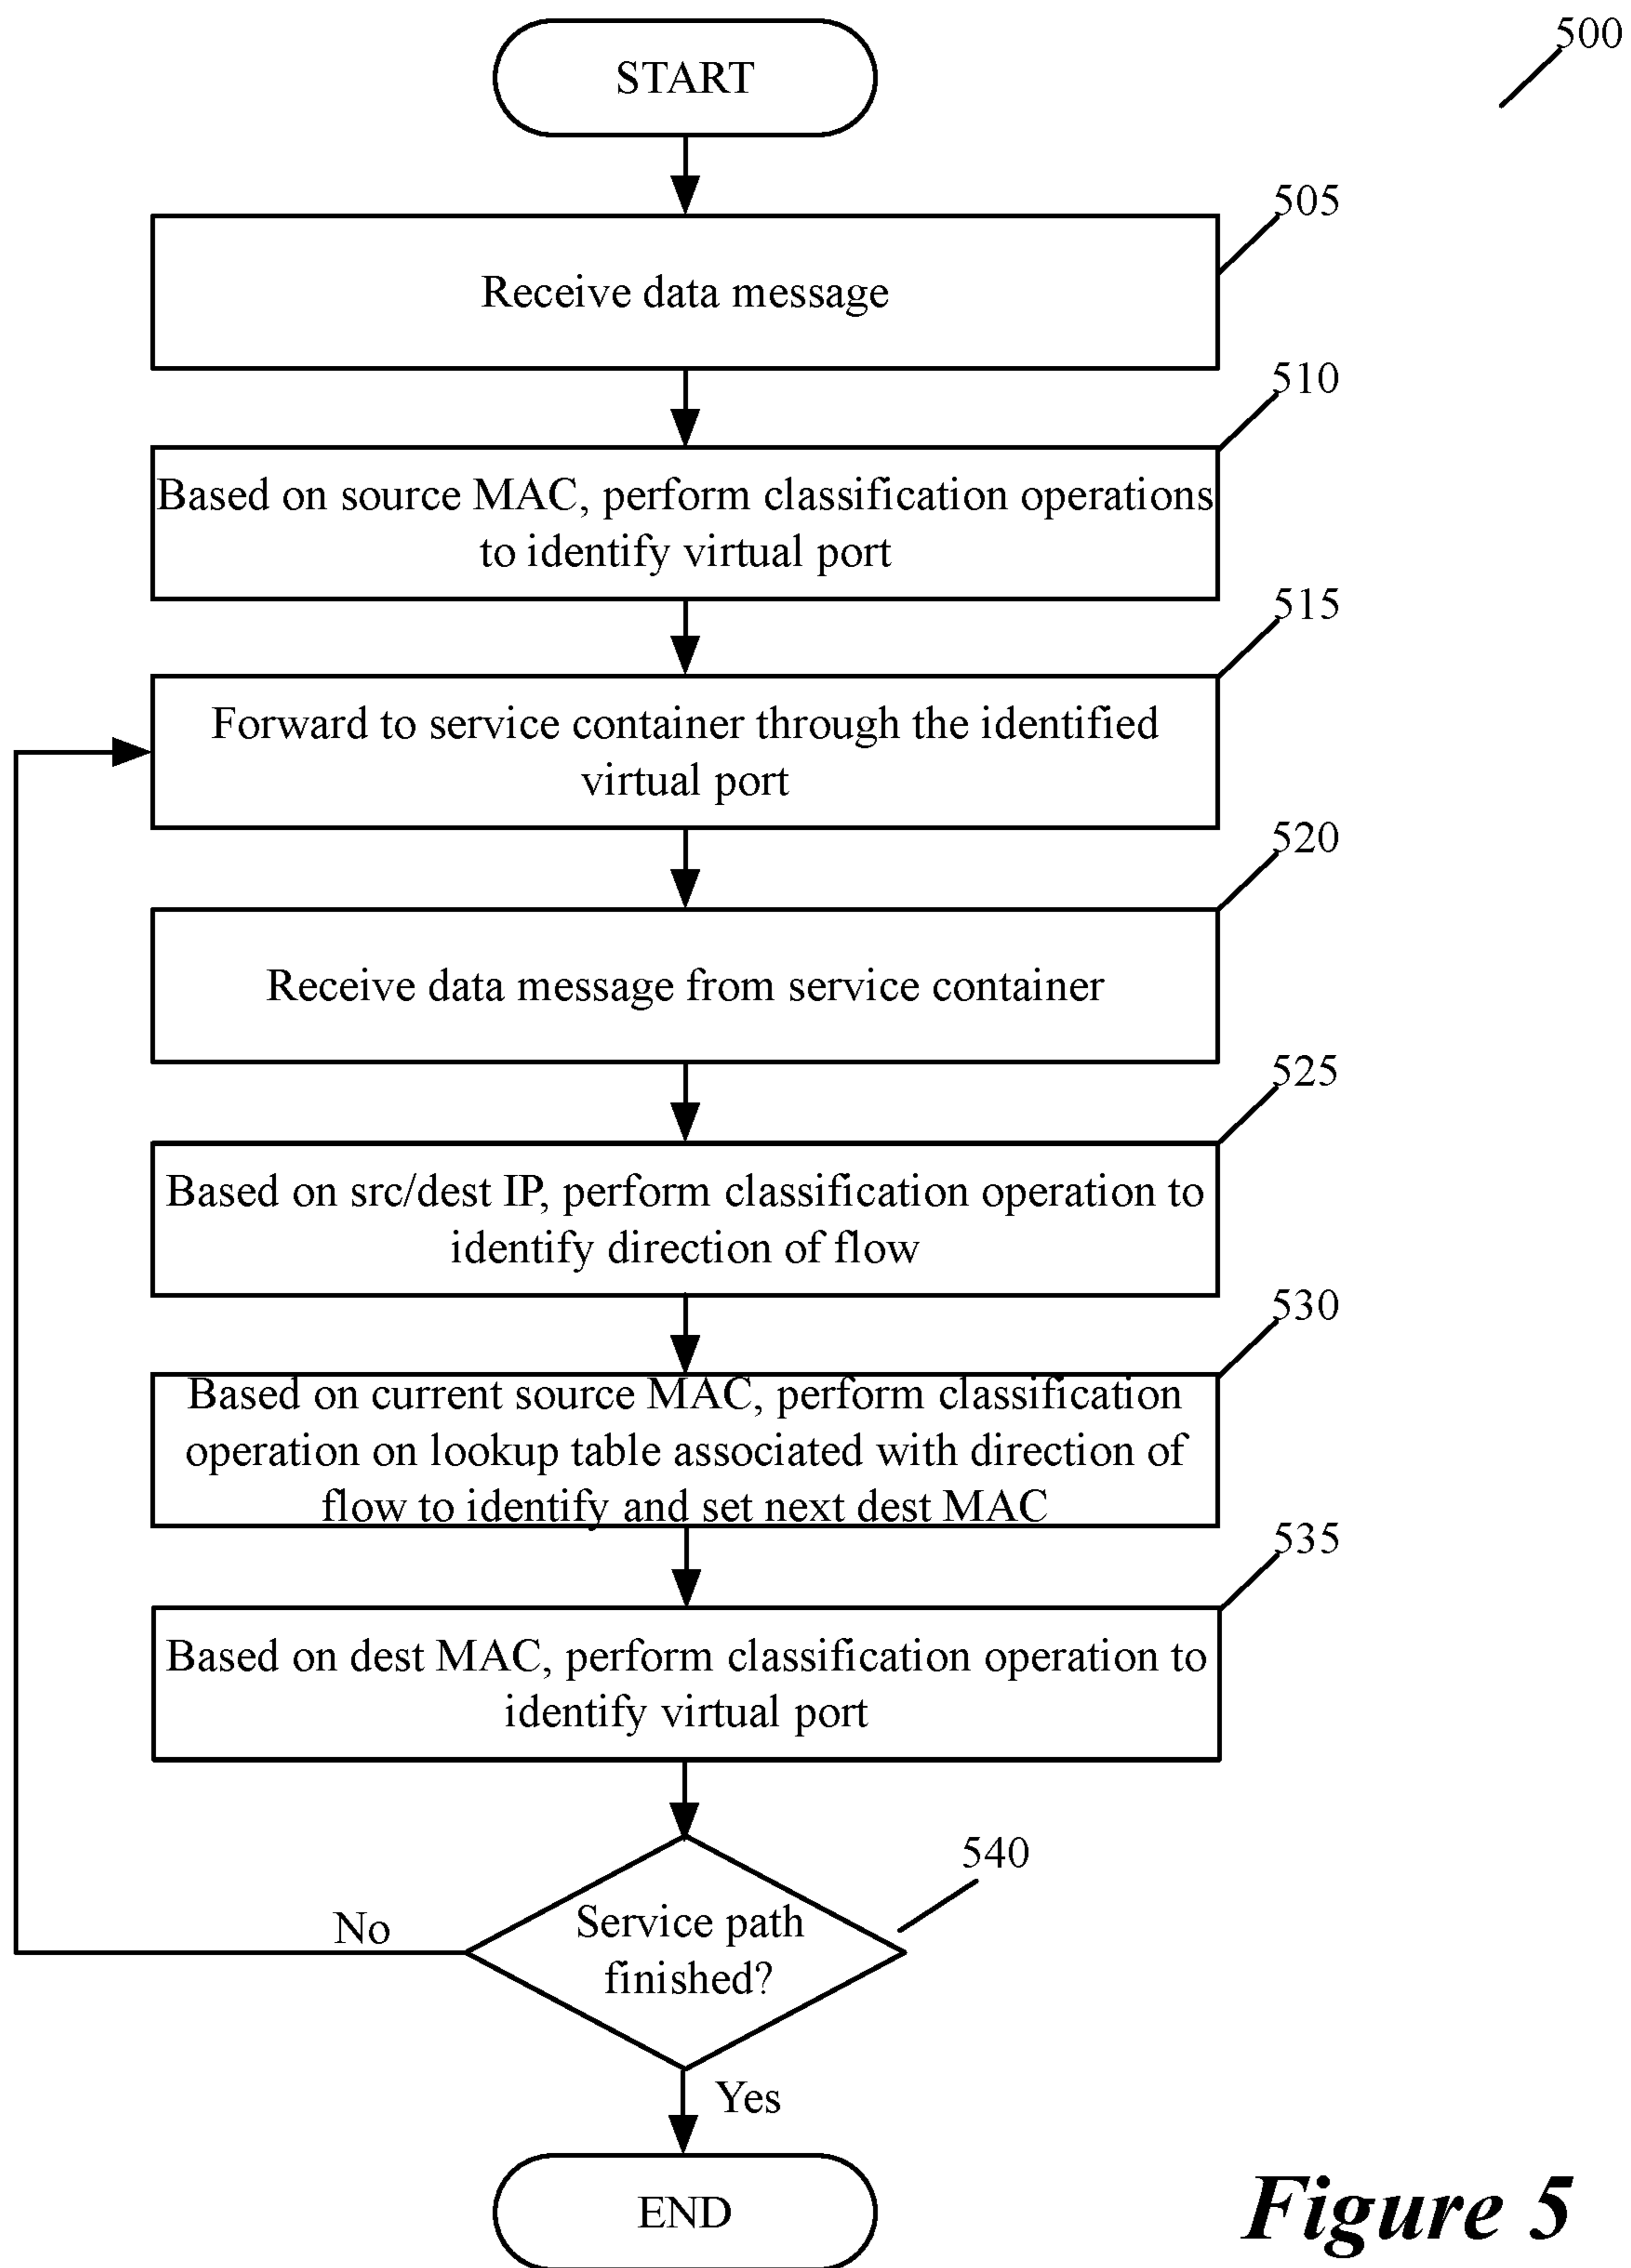 500
START
505
Receive data message
510
Based on source MAC, perform classification operations
to identify virtual port
515
Forward to service container through the identified
virtual port
520
Receive data message from service container
525
Based on src/dest IP, perform classification operation to
identify direction of flow
530
Based on current source MAC, perform classification
operation on lookup table associated with direction of
flow to identify and set next dest MAC
535
Based on dest MAC, perform classification operation to
identify virtual port
540
Service path
finished?
No
Yes
END
Figure 5